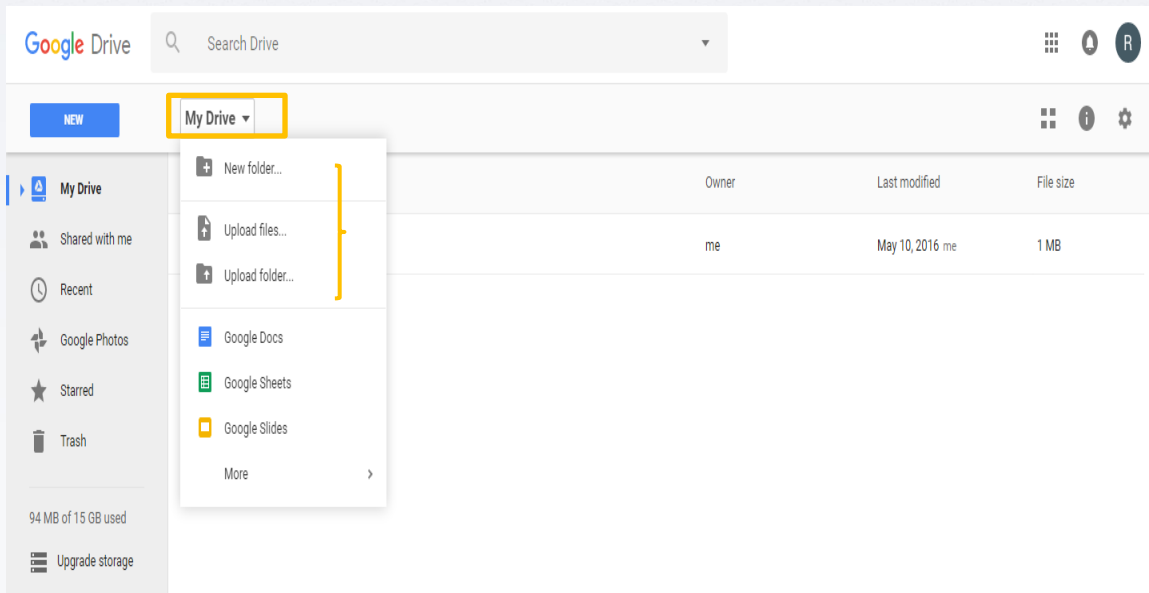 Google Drive
Search Drive
R
NEW
My Drive
New folder...
Upload files...
Upload folder...
Google Docs
Google Sheets
Google Slides
More
My Drive
Shared with me
Recent
Google Photos
Starred
Trash
94 MB of 15 GB used
Upgrade storage
Owner Last modified File size
me May 10, 2016 me 1 MB